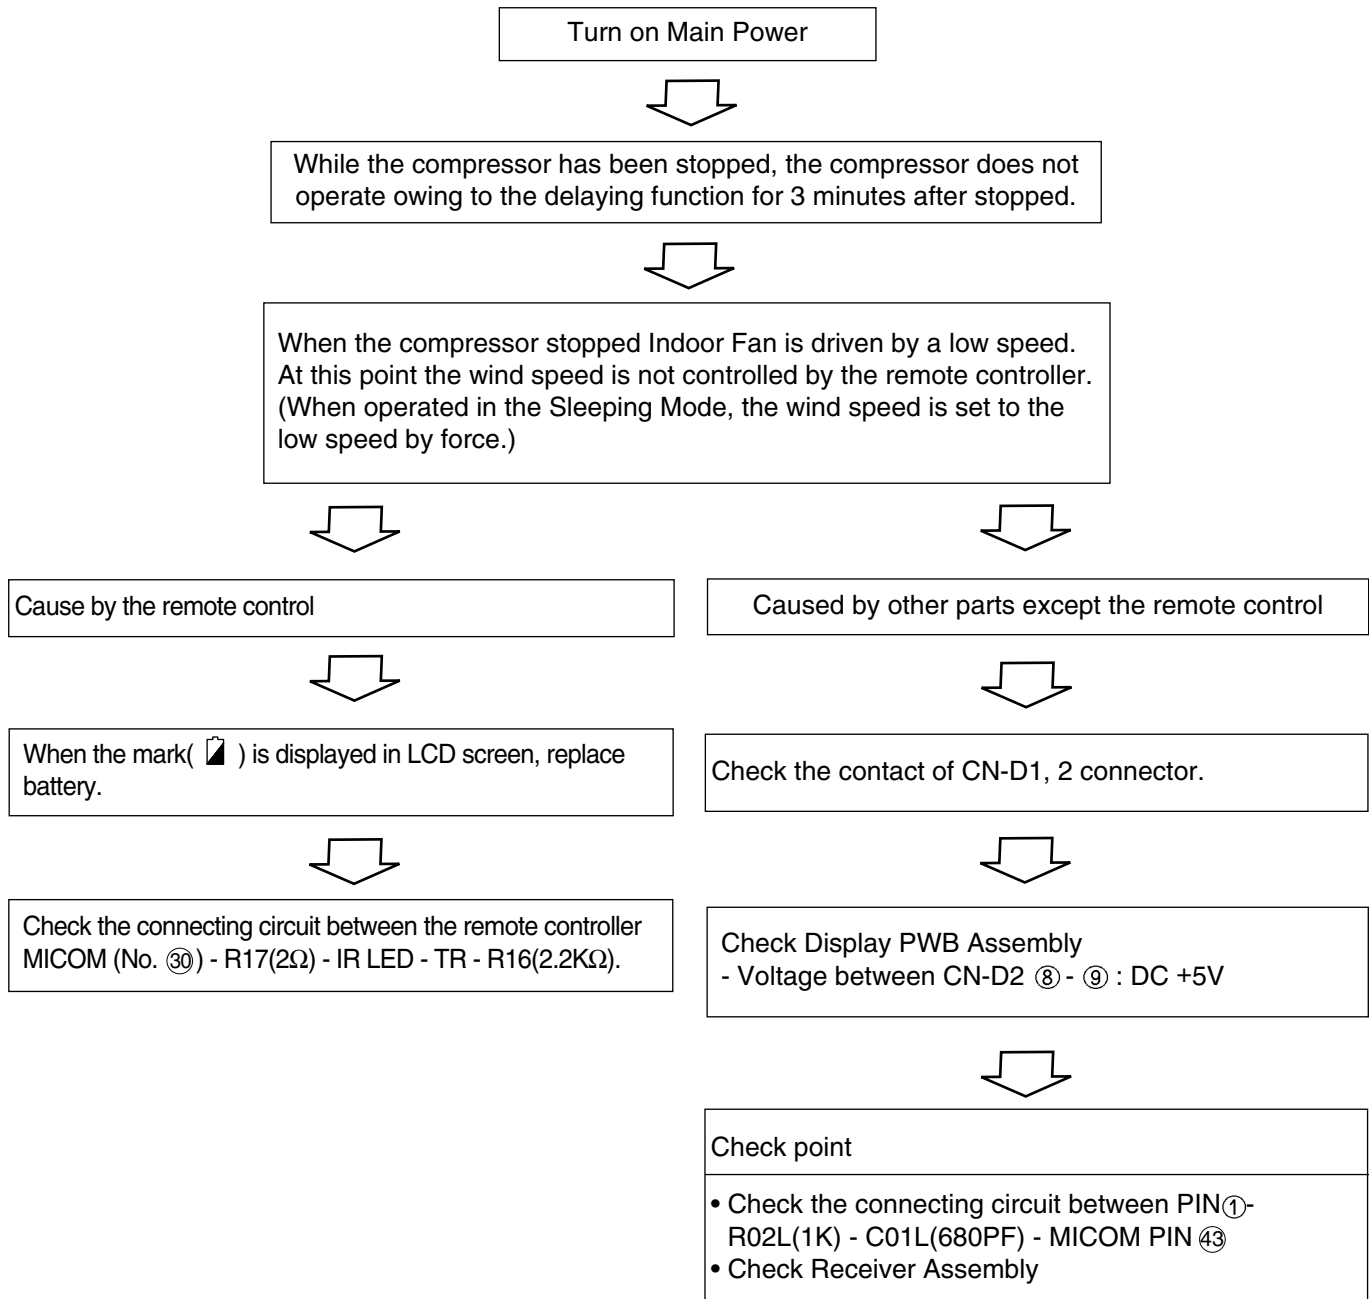 Turn on Main Power
While the compressor has been stopped, the compressor does not
operate owing to the delaying function for 3 minutes after stopped.
When the compressor stopped Indoor Fan is driven by a low speed.
At this point the wind speed is not controlled by the remote controller.
(When operated in the Sleeping Mode, the wind speed is set to the
low speed by force.)
Cause by the remote control
When the mark( ) is displayed in LCD screen, replace
battery.
Check the connecting circuit between the remote controller
MICOM (No. ㉚) - R17(2Ω) - IR LED - TR - R16(2.2KΩ).
Caused by other parts except the remote control
Check the contact of CN-D1, 2 connector.
Check Display PWB Assembly
- Voltage between CN-D2 ⑧ - ⑨ : DC +5V
Check point
• Check the connecting circuit between PIN①-
R02L(1K) - C01L(680PF) - MICOM PIN ㊸
• Check Receiver Assembly